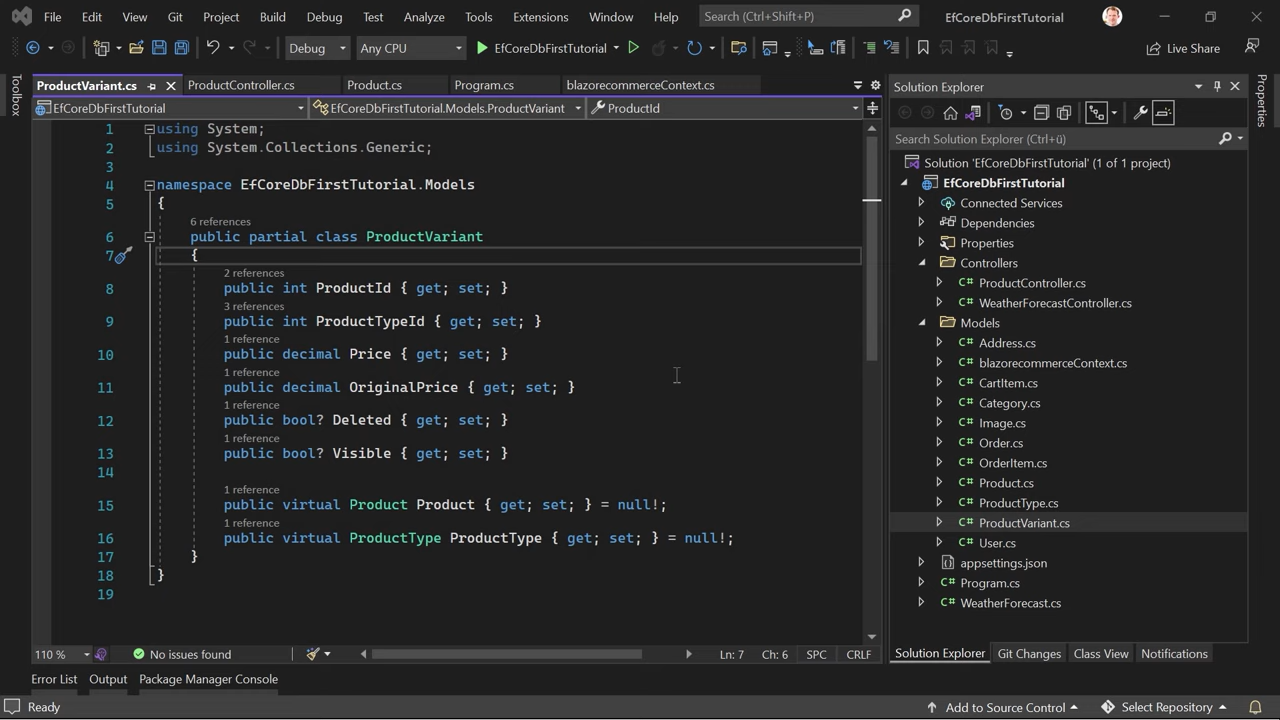 File Edit View Git Project Build Debug Test Analyze Tools Extensions Window Help Search (Ctrl+Shift+P) EfCoreDbFirstTutorial
Debug Any CPU EfCoreDbFirstTutorial Live Share
Toolbox
ProductVariant.cs ProductController.cs Product.cs Program.cs blazorecommerceContext.cs
EfCoreDbFirstTutorial EfCoreDbFirstTutorial.Models.ProductVariant ProductId
1 using System;
2 using System.Collections.Generic;
3
4 namespace EfCoreDbFirstTutorial.Models
5 {
6 references
6 public partial class ProductVariant
7 {
2 references
8 public int ProductId { get; set; }
3 references
9 public int ProductTypeId { get; set; }
1 reference
10 public decimal Price { get; set; }
1 reference
11 public decimal OriginalPrice { get; set; }
1 reference
12 public bool? Deleted { get; set; }
1 reference
13 public bool? Visible { get; set; }
14
1 reference
15 public virtual Product Product { get; set; } = null!;
1 reference
16 public virtual ProductType ProductType { get; set; } = null!;
17 }
18 }
19
110 % No issues found Ln: 7 Ch: 6 SPC CRLF
Solution Explorer
Search Solution Explorer (Ctrl+ü)
Solution 'EfCoreDbFirstTutorial' (1 of 1 project)
EfCoreDbFirstTutorial
Connected Services
Dependencies
Properties
Controllers
C# ProductController.cs
C# WeatherForecastController.cs
Models
C# Address.cs
C# blazorecommerceContext.cs
C# CartItem.cs
C# Category.cs
C# Image.cs
C# Order.cs
C# OrderItem.cs
C# Product.cs
C# ProductType.cs
C# ProductVariant.cs
C# User.cs
appsettings.json
C# Program.cs
C# WeatherForecast.cs
Solution Explorer Git Changes Class View Notifications
Properties
Error List Output Package Manager Console
Ready Add to Source Control Select Repository